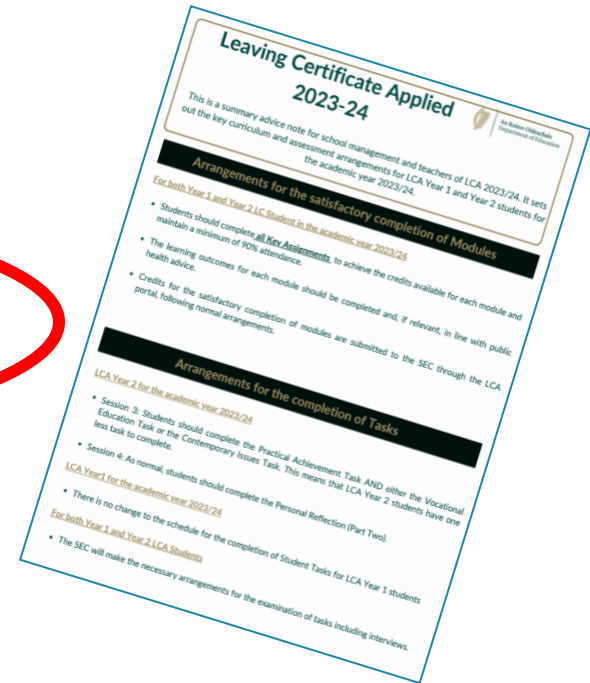 Leaving Certificate Applied
2023-24
An Roinn Oideachais
Department of Education
This is a summary advice note for school management and teachers of LCA 2023/24. It sets
out the key curriculum and assessment arrangements for LCA Year 1 and Year 2 students for
the academic year 2023/24.
Arrangements for the satisfactory completion of Modules
For both Year 1 and Year 2 LC Student in the academic year 2023/24
• Students should complete all Key Assignments, to achieve the credits available for each module and
maintain a minimum of 90% attendance.
• The learning outcomes for each module should be completed and, if relevant, in line with public
health advice.
• Credits for the satisfactory completion of modules are submitted to the SEC through the LCA
portal, following normal arrangements.
Arrangements for the completion of Tasks
LCA Year 2 for the academic year 2023/24
• Session 3: Students should complete the Practical Achievement Task AND either the Vocational
Education Task or the Contemporary Issues Task. This means that LCA Year 2 students have one
less task to complete.
• Session 4: As normal, students should complete the Personal Reflection (Part Two).
LCA Year1 for the academic year 2023/24
• There is no change to the schedule for the completion of Student Tasks for LCA Year 1 students
For both Year 1 and Year 2 LCA Students
• The SEC will make the necessary arrangements for the examination of tasks including interviews.